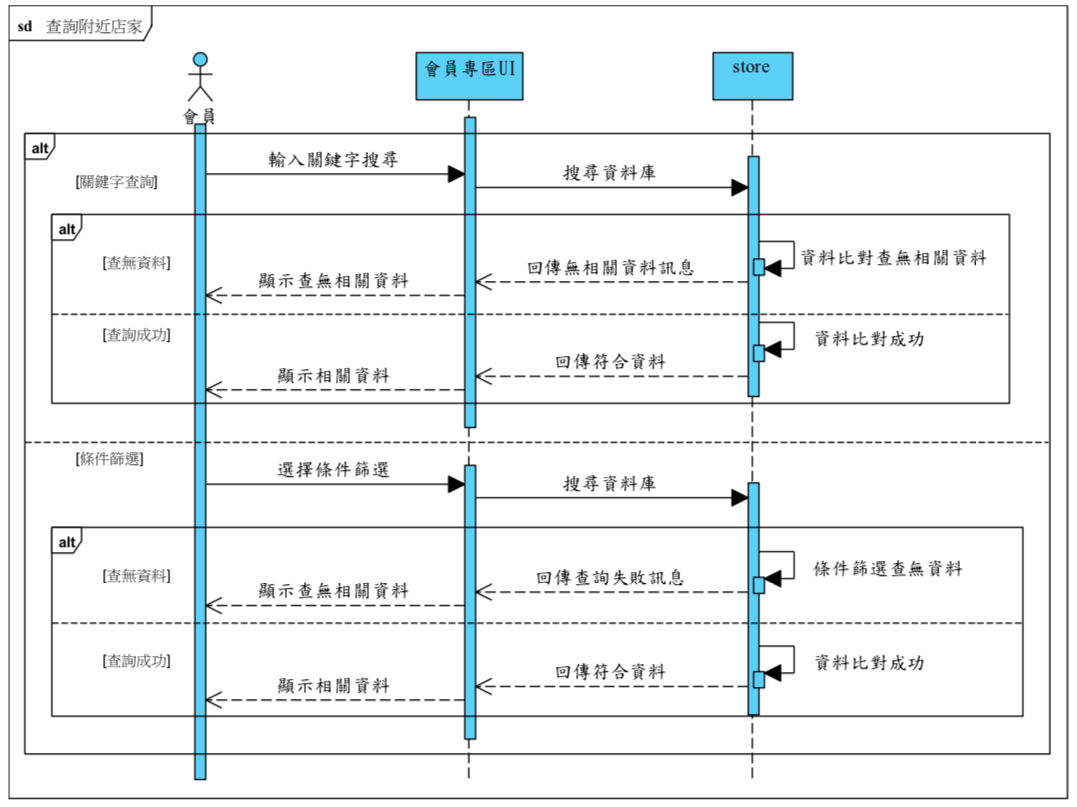 sd 查詢附近店家
會員專區UI
store
會員
alt
輸入關鍵字搜尋
搜尋資料庫
[關鍵字查詢]
alt
[查無資料]
資料比對查無相關資料
回傳無相關資料訊息
顯示查無相關資料
[查詢成功]
資料比對成功
回傳符合資料
顯示相關資料
[條件篩選]
選擇條件篩選
搜尋資料庫
alt
[查無資料]
條件篩選查無資料
回傳查詢失敗訊息
顯示查無相關資料
[查詢成功]
資料比對成功
回傳符合資料
顯示相關資料